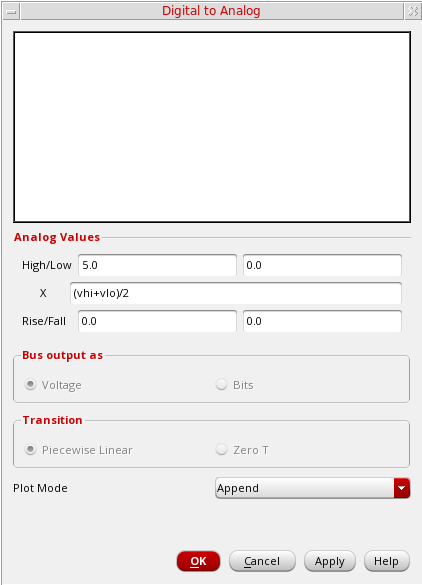 Digital to Analog
Analog Values
High/Low 5.0 0.0
X (vhi+vlo)/2
Rise/Fall 0.0 0.0
Bus output as
Voltage Bits
Transition
Piecewise Linear Zero T
Plot Mode Append
OK Cancel Apply Help